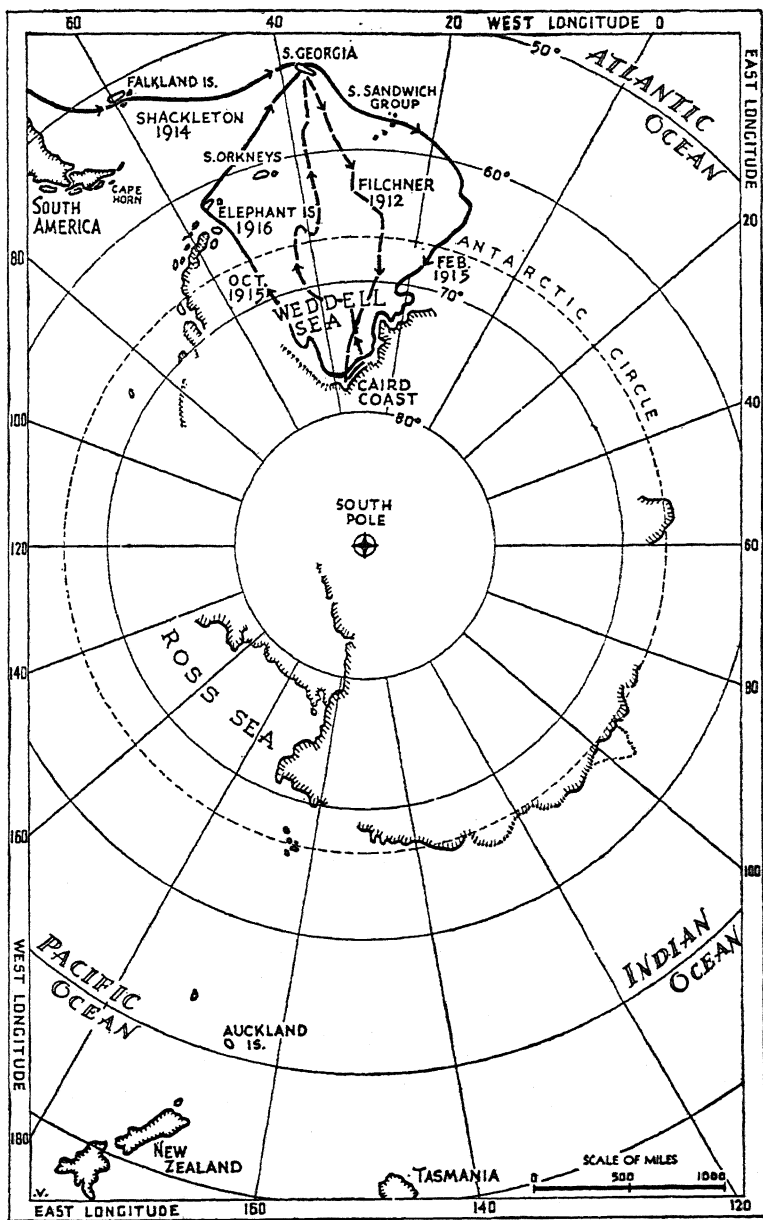 60
40
20
WEST LONGITUDE
0
50°
EAST LONGITUDE
ATLANTIC
OCEAN
S. GEORGIA
FALKLAND IS.
S. SANDWICH
GROUP
SHACKLETON
1914
S. ORKNEYS
60°
CAPE
HORN
SOUTH
AMERICA
FILCHNER
1912
ELEPHANT IS.
1916
20
ANTARCTIC CIRCLE
80
FEB.
1915
OCT.
1915
WEDDELL
SEA
70°
CAIRD
COAST
80°
40
100
SOUTH
POLE
120
60
ROSS SEA
140
80
160
100
WEST LONGITUDE
PACIFIC
OCEAN
INDIAN
OCEAN
AUCKLAND
IS.
180
NEW
ZEALAND
TASMANIA
SCALE OF MILES
0 500 1000
.V.
EAST LONGITUDE
160
140
120